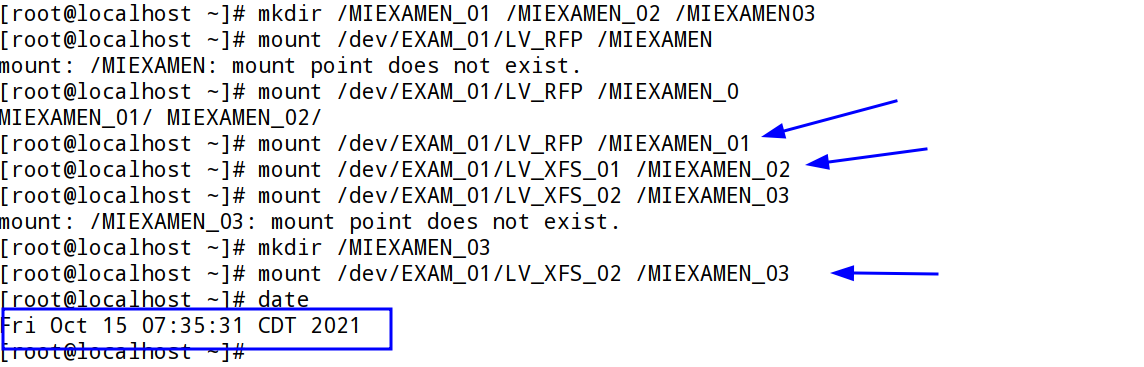 [root@localhost ~]# mkdir /MIEXAMEN_01 /MIEXAMEN_02 /MIEXAMEN03
[root@localhost ~]# mount /dev/EXAM_01/LV_RFP /MIEXAMEN
mount: /MIEXAMEN: mount point does not exist.
[root@localhost ~]# mount /dev/EXAM_01/LV_RFP /MIEXAMEN_0
MIEXAMEN_01/ MIEXAMEN_02/
[root@localhost ~]# mount /dev/EXAM_01/LV_RFP /MIEXAMEN_01
[root@localhost ~]# mount /dev/EXAM_01/LV_XFS_01 /MIEXAMEN_02
[root@localhost ~]# mount /dev/EXAM_01/LV_XFS_02 /MIEXAMEN_03
mount: /MIEXAMEN_03: mount point does not exist.
[root@localhost ~]# mkdir /MIEXAMEN_03
[root@localhost ~]# mount /dev/EXAM_01/LV_XFS_02 /MIEXAMEN_03
[root@localhost ~]# date
Fri Oct 15 07:35:31 CDT 2021
[root@localhost ~]#